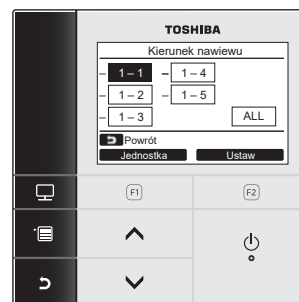 TOSHIBA
Kierunek nawiewu
1 – 1
1 – 4
1 – 2
1 – 5
1 – 3
ALL
Powrót
Jednostka
Ustaw
F1
F2